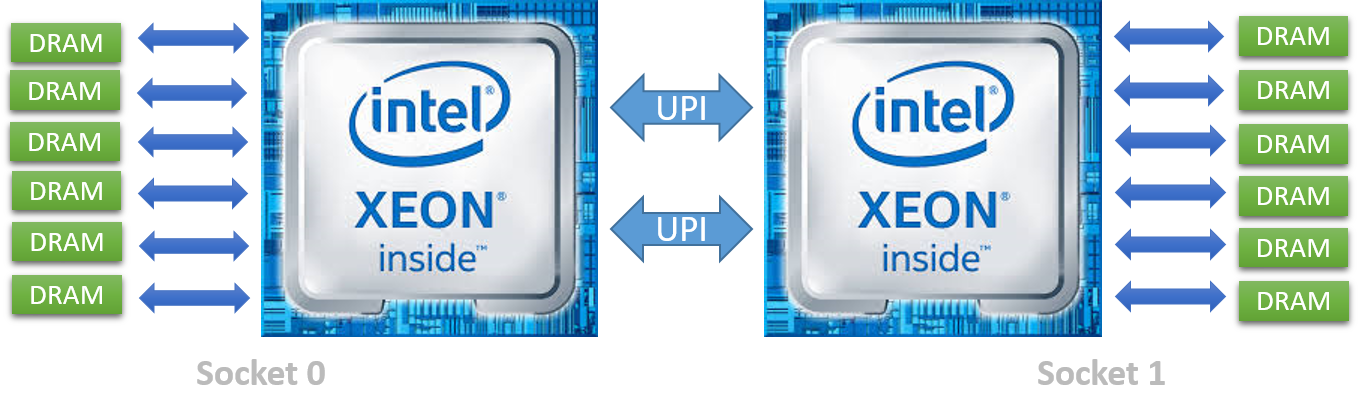 DRAM
DRAM
DRAM
DRAM
DRAM
DRAM
intel®
XEON®
inside™
UPI
UPI
intel®
XEON®
inside™
DRAM
DRAM
DRAM
DRAM
DRAM
DRAM
Socket 0
Socket 1